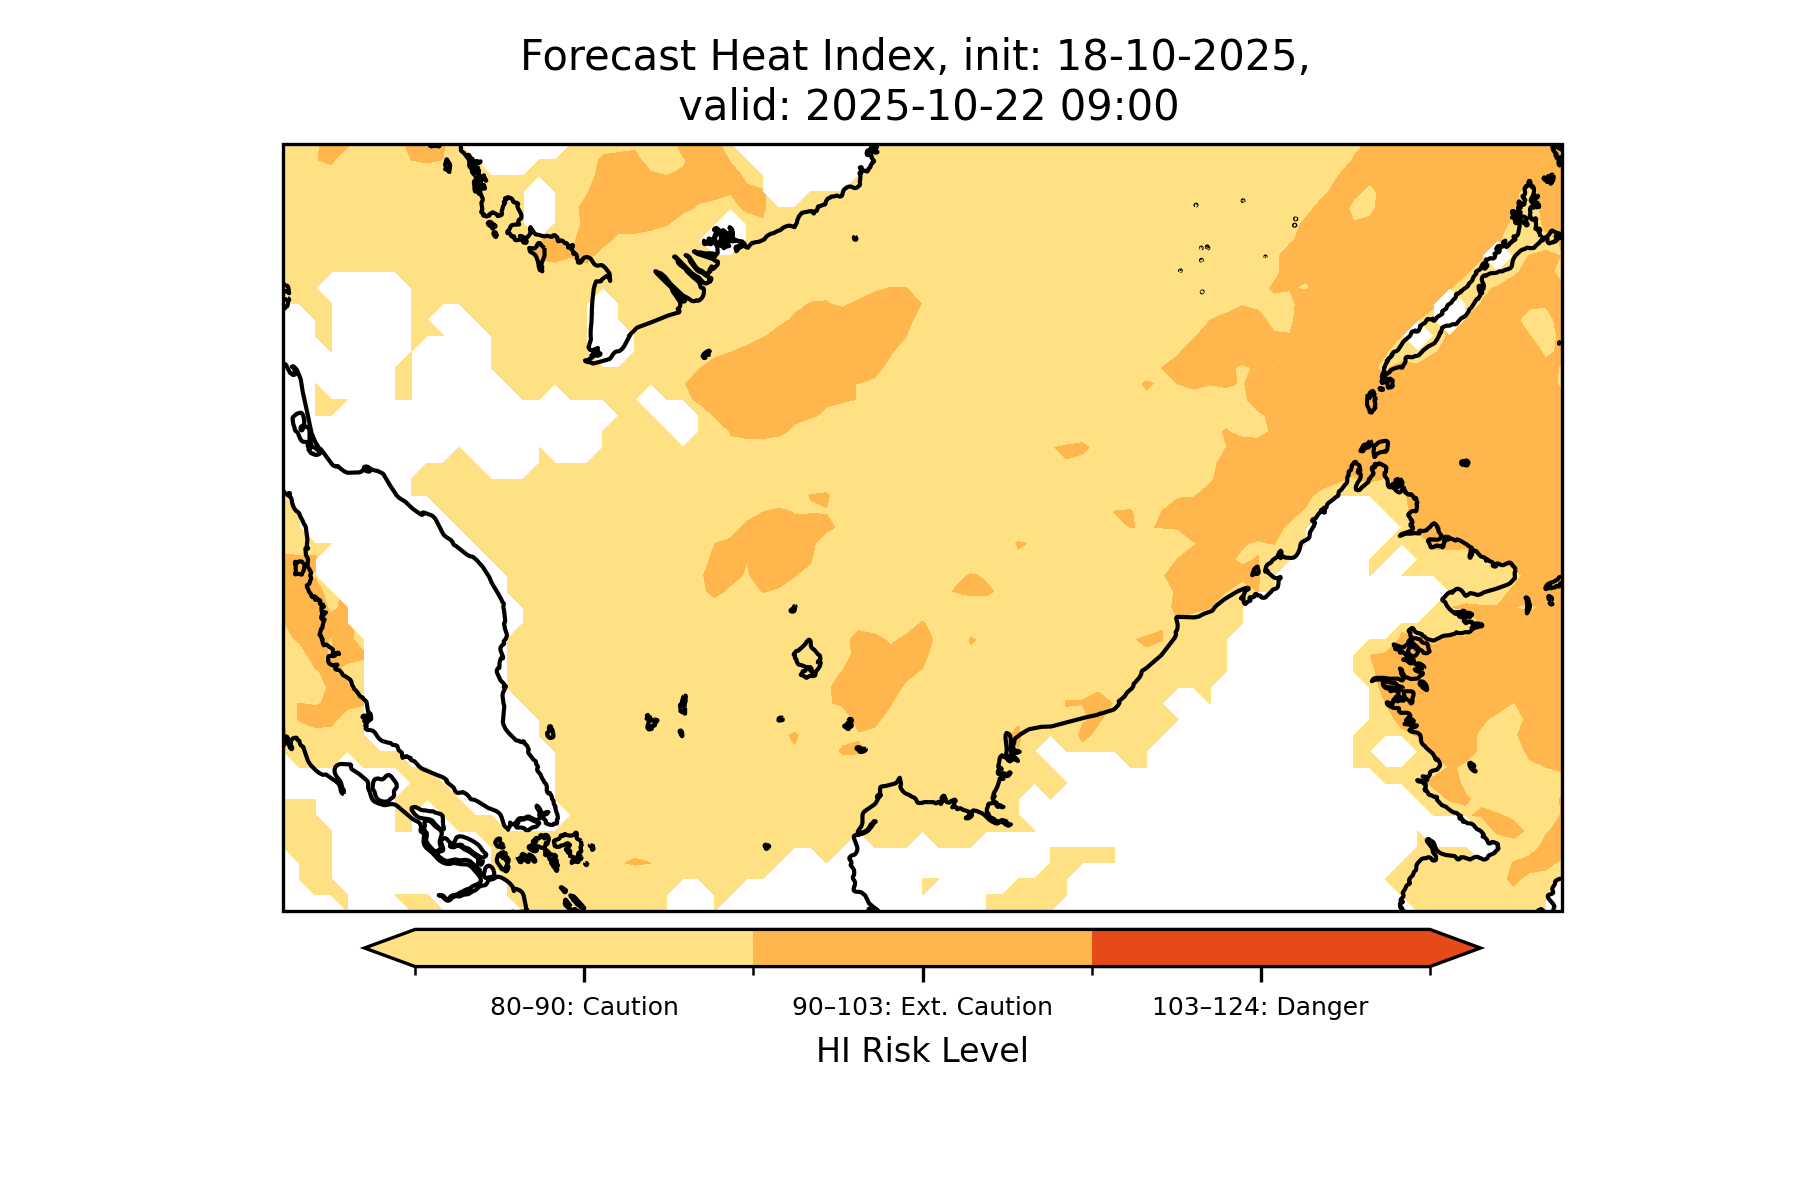 Forecast Heat Index, init: 18-10-2025,
valid: 2025-10-22 09:00
80–90: Caution
90–103: Ext. Caution
103–124: Danger
HI Risk Level